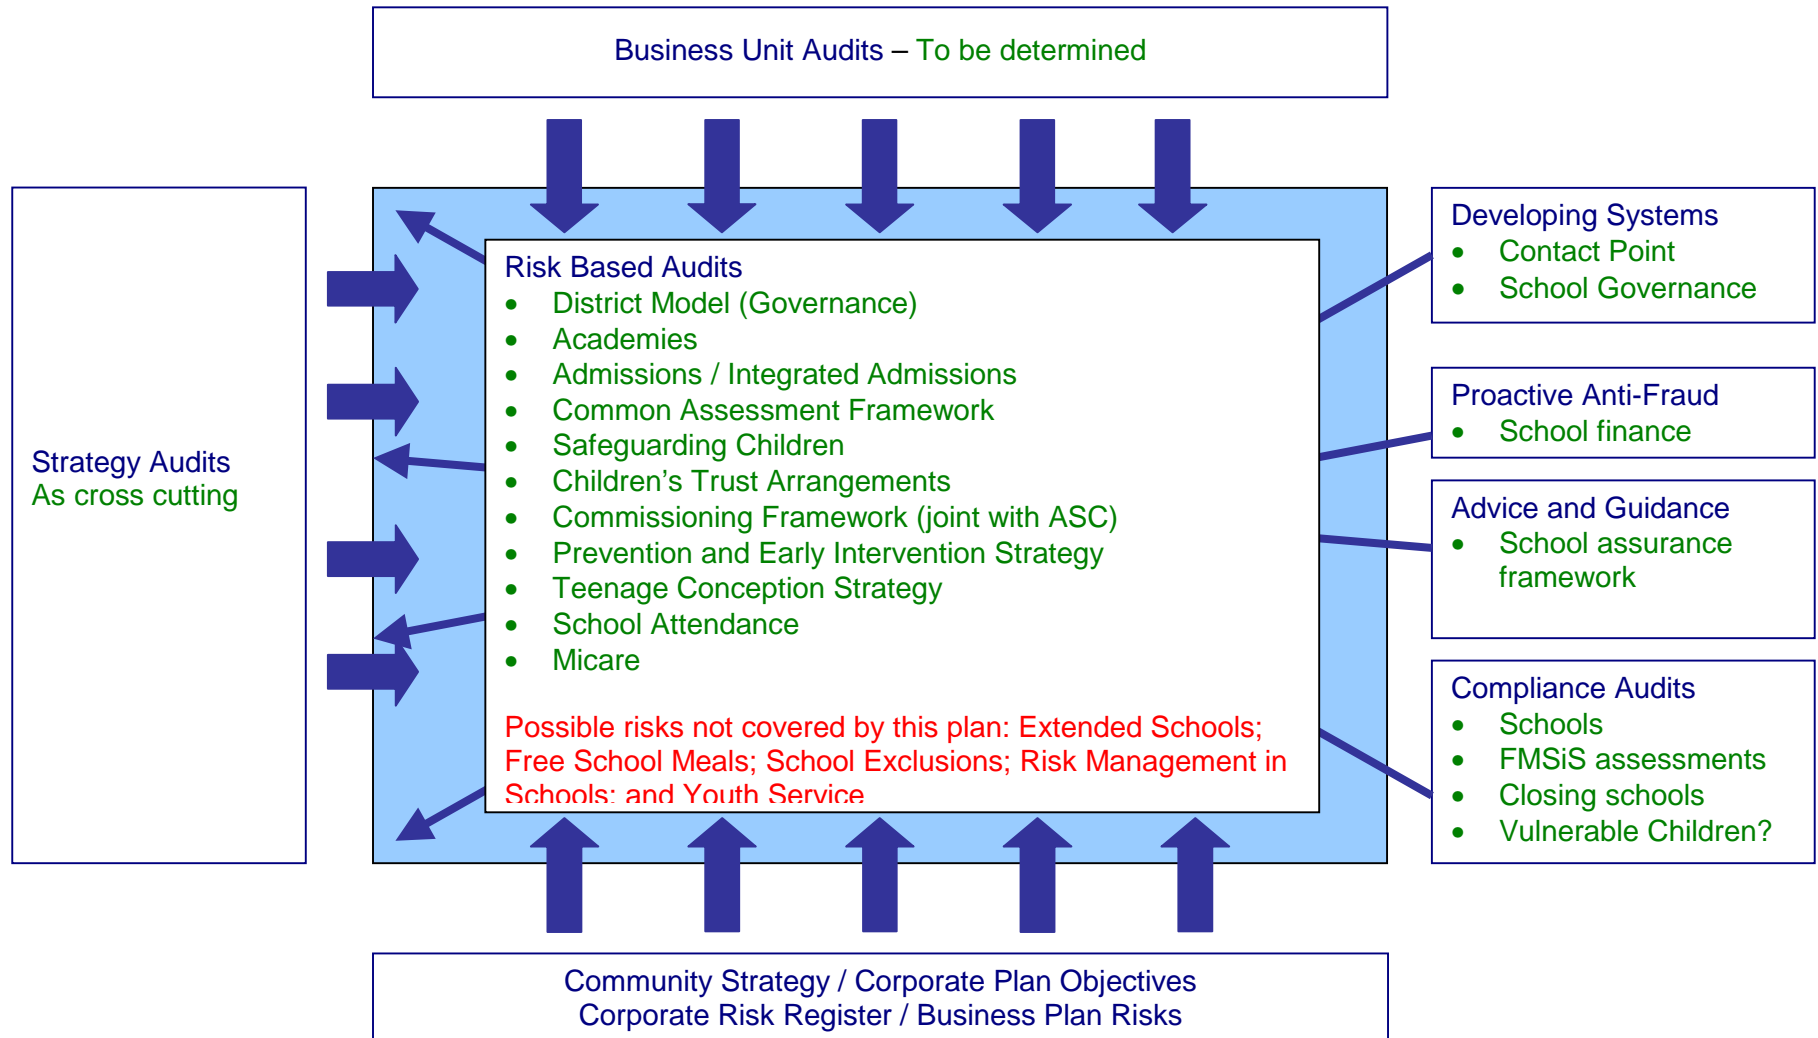 Business Unit Audits – To be determined
Strategy Audits
As cross cutting
Risk Based Audits
• District Model (Governance)
• Academies
• Admissions / Integrated Admissions
• Common Assessment Framework
• Safeguarding Children
• Children’s Trust Arrangements
• Commissioning Framework (joint with ASC)
• Prevention and Early Intervention Strategy
• Teenage Conception Strategy
• School Attendance
• Micare
Possible risks not covered by this plan: Extended Schools;
Free School Meals; School Exclusions; Risk Management in
Schools; and Youth Service
Developing Systems
• Contact Point
• School Governance
Proactive Anti-Fraud
• School finance
Advice and Guidance
• School assurance
framework
Compliance Audits
• Schools
• FMSiS assessments
• Closing schools
• Vulnerable Children?
Community Strategy / Corporate Plan Objectives
Corporate Risk Register / Business Plan Risks